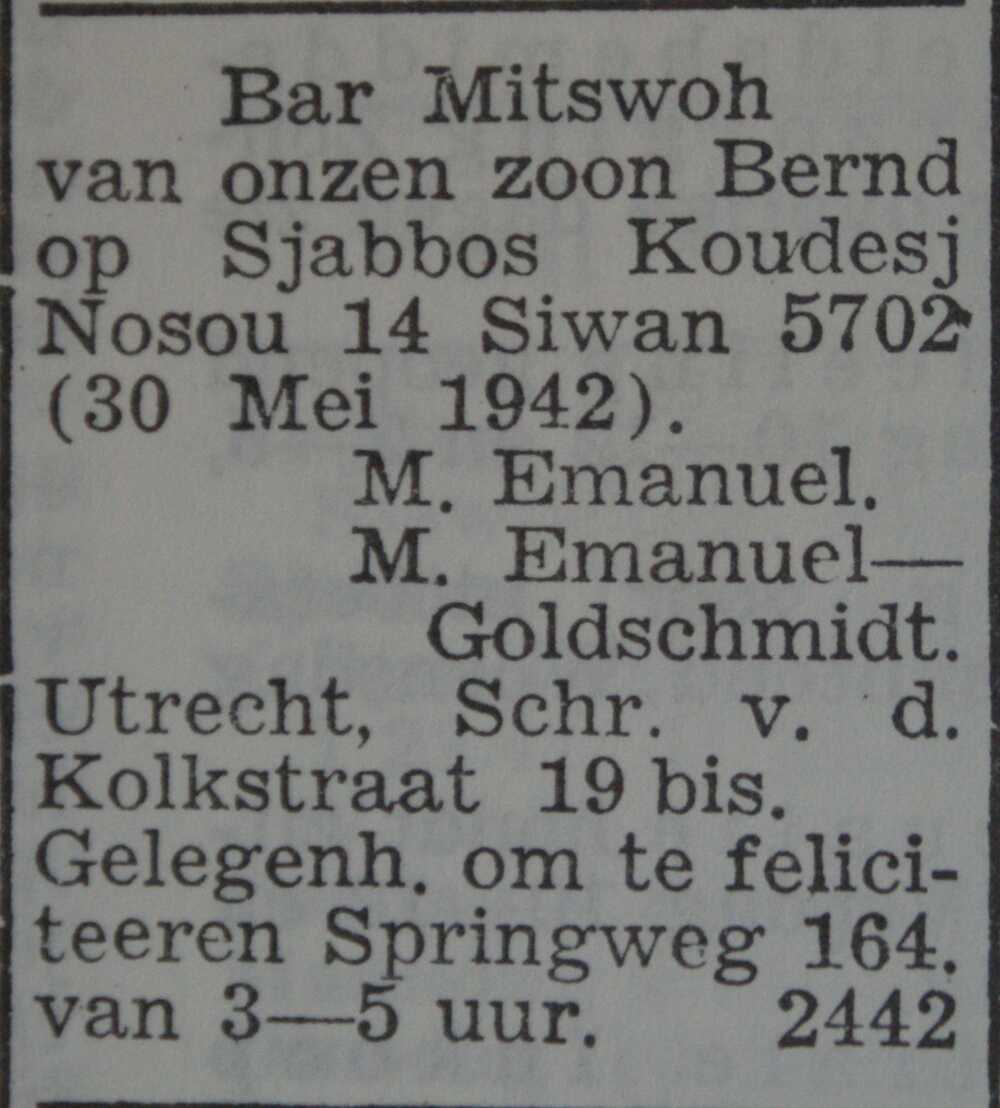 Bar Mitswoh
van onzen zoon Bernd
op Sjabbos Koudesj
Nosou 14 Siwan 5702
(30 Mei 1942).
M. Emanuel.
M. Emanuel—
Goldschmidt.
Utrecht, Schr. v. d.
Kolkstraat 19 bis.
Gelegenh. om te felici-
teeren Springweg 164.
van 3—5 uur. 2442